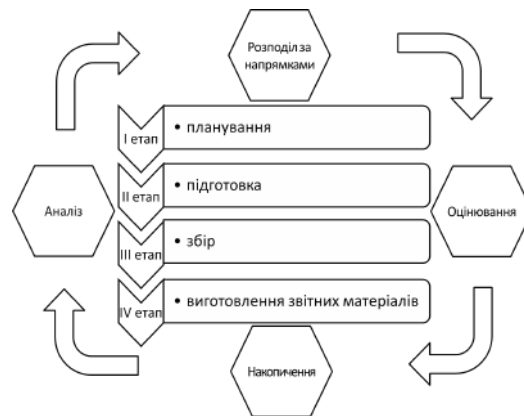 Розподіл за
напрямками
І етап
• планування
ІІ етап
• підготовка
Аналіз
Оцінювання
ІІІ етап
• збір
IV етап
• виготовлення звітних матеріалів
Накопичення